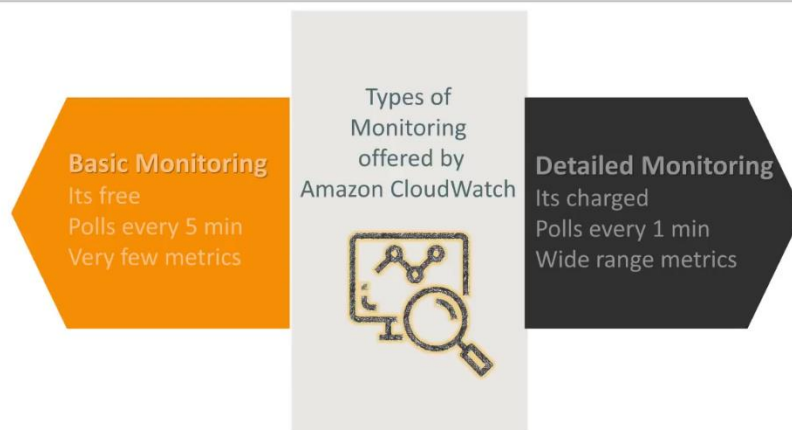 Types of
Monitoring
offered by
Amazon CloudWatch
Basic Monitoring
Its free
Polls every 5 min
Very few metrics
Detailed Monitoring
Its charged
Polls every 1 min
Wide range metrics